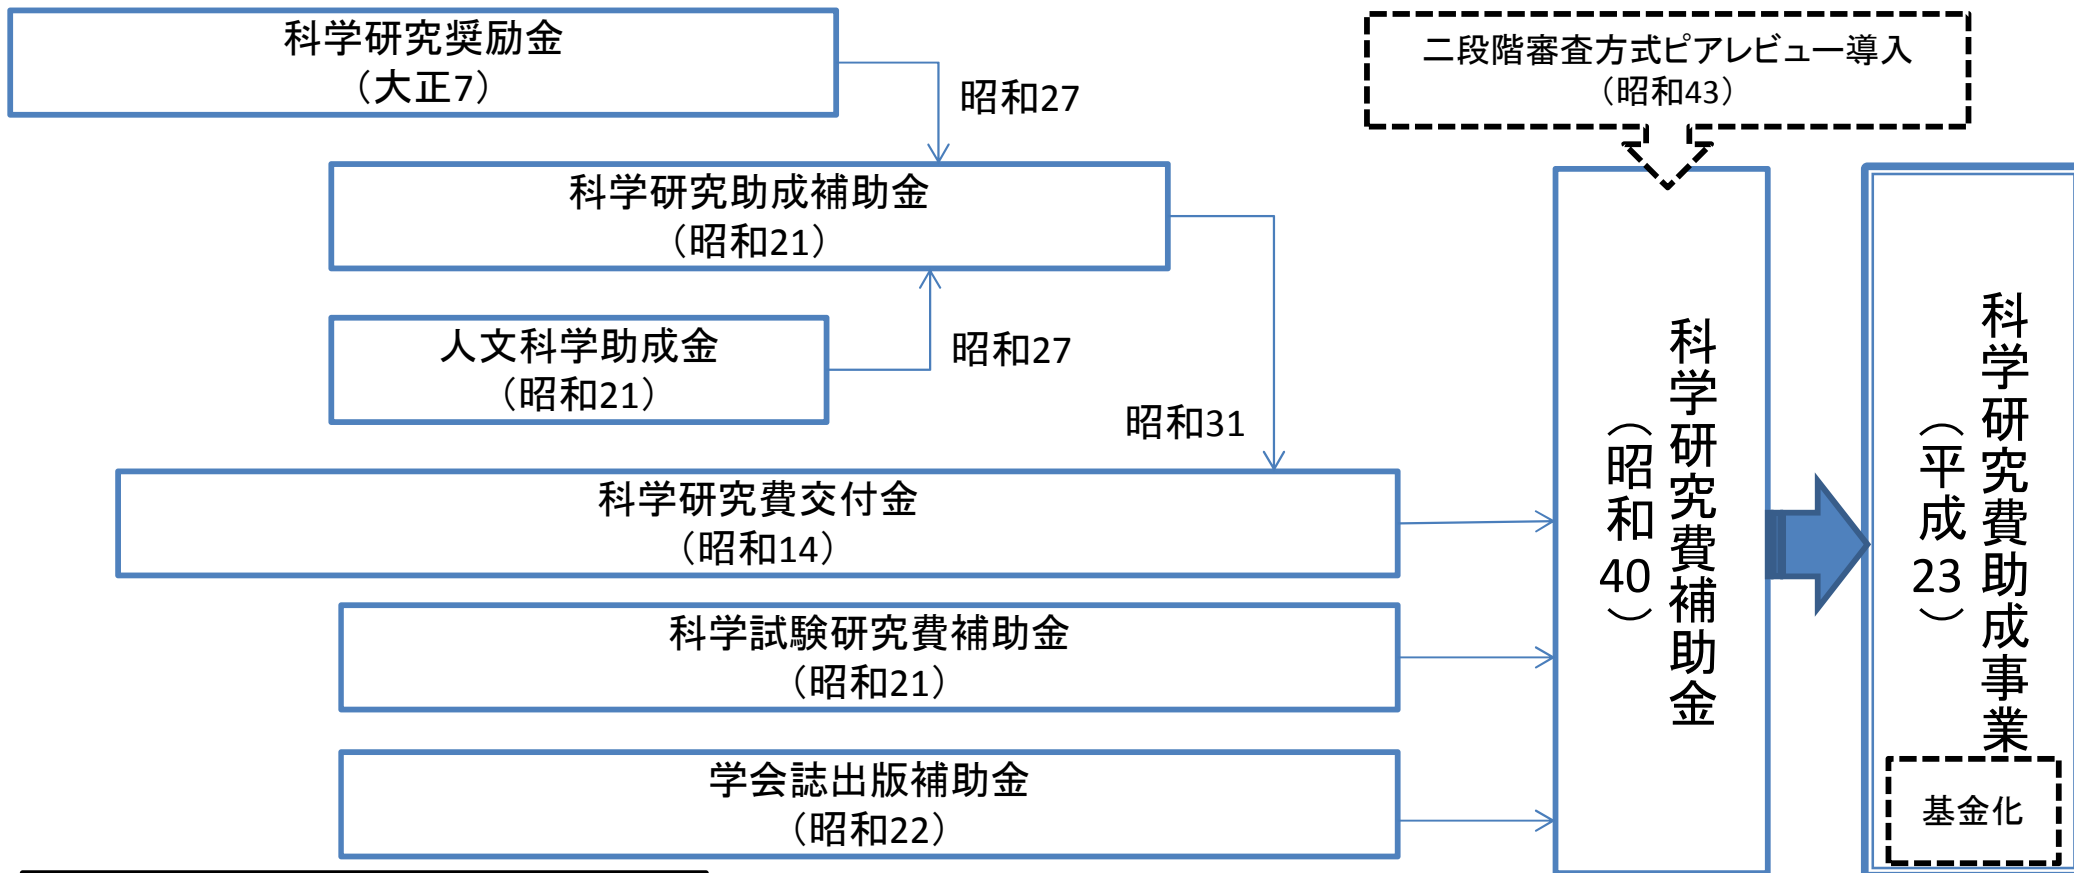 科学研究奨励金
（大正7）
昭和27
二段階審査方式ピアレビュー導入
（昭和43）
科学研究助成補助金
（昭和21）
人文科学助成金
（昭和21）
昭和27
昭和31
科学研究費交付金
（昭和14）
科学試験研究費補助金
（昭和21）
学会誌出版補助金
（昭和22）
科学研究費補助金
（昭和40）
科学研究費助成事業
（平成23）
基金化